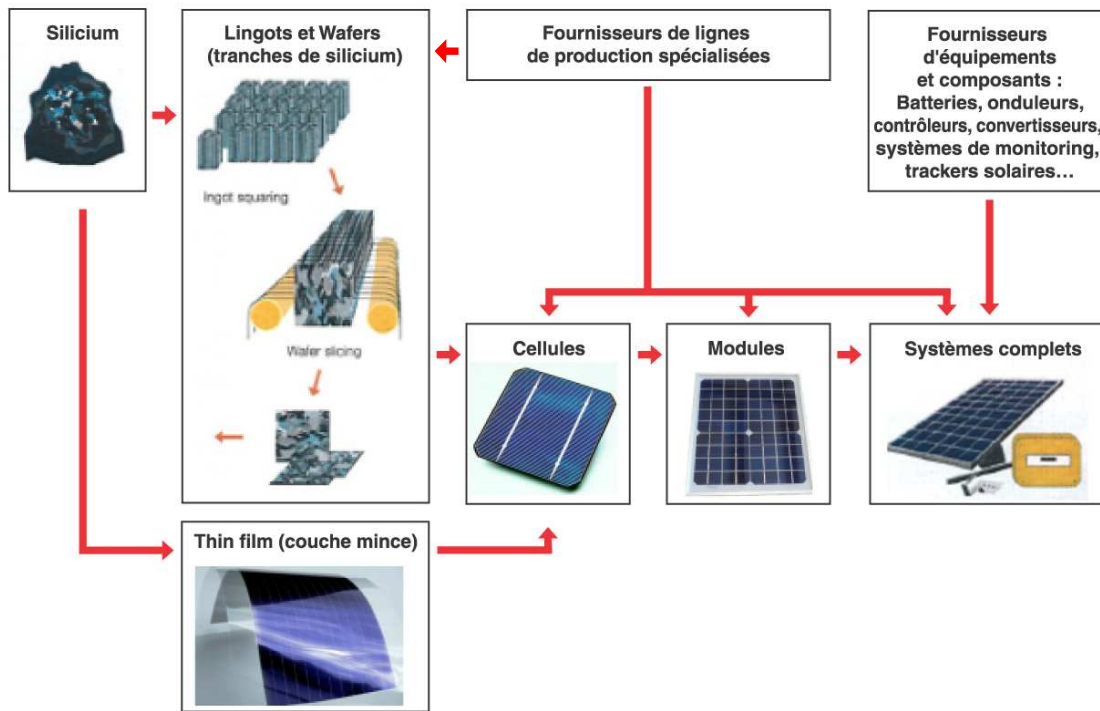 Silicium
Lingots et Wafers
(tranches de silicium)
Ingot squaring
Wafer slicing
Fournisseurs de lignes
de production spécialisées
Fournisseurs
d'équipements
et composants :
Batteries, onduleurs,
contrôleurs, convertisseurs,
systèmes de monitoring,
trackers solaires...
Cellules
Modules
Systèmes complets
Thin film (couche mince)